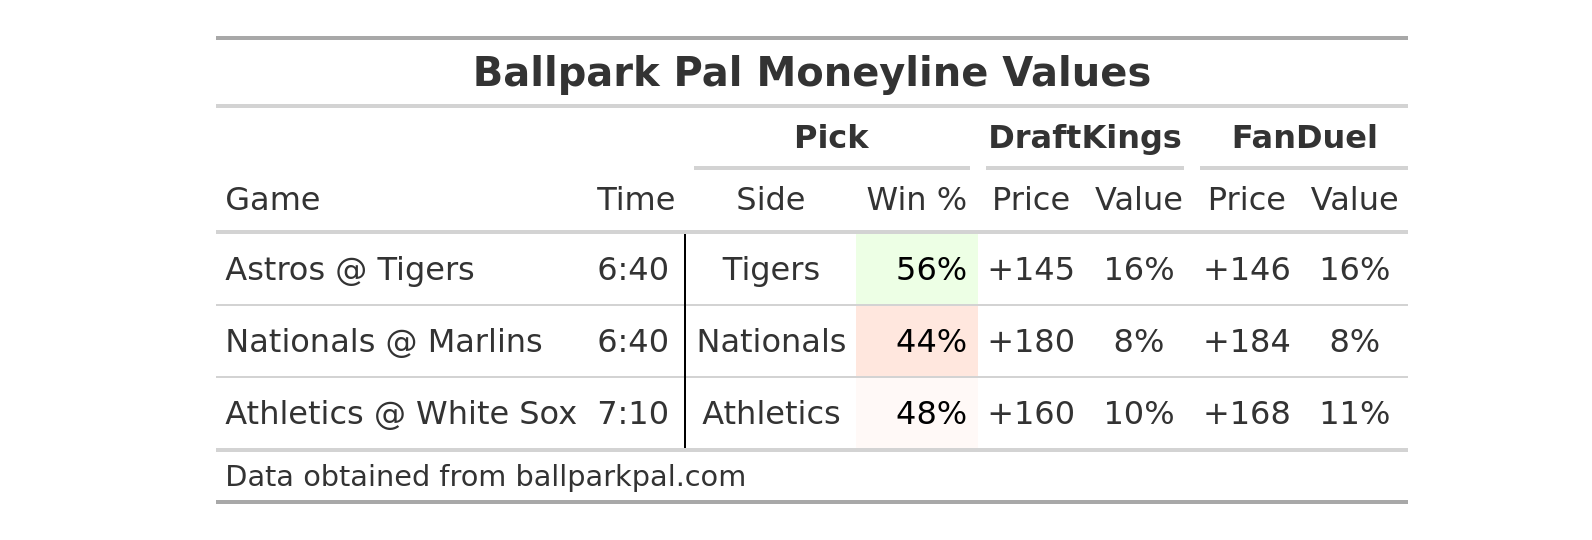 Ballpark Pal Moneyline Values
Pick DraftKings FanDuel
Game Time Side Win % Price Value Price Value
Astros @ Tigers 6:40 Tigers 56% +145 16% +146 16%
Nationals @ Marlins 6:40 Nationals 44% +180 8% +184 8%
Athletics @ White Sox 7:10 Athletics 48% +160 10% +168 11%
Data obtained from ballparkpal.com